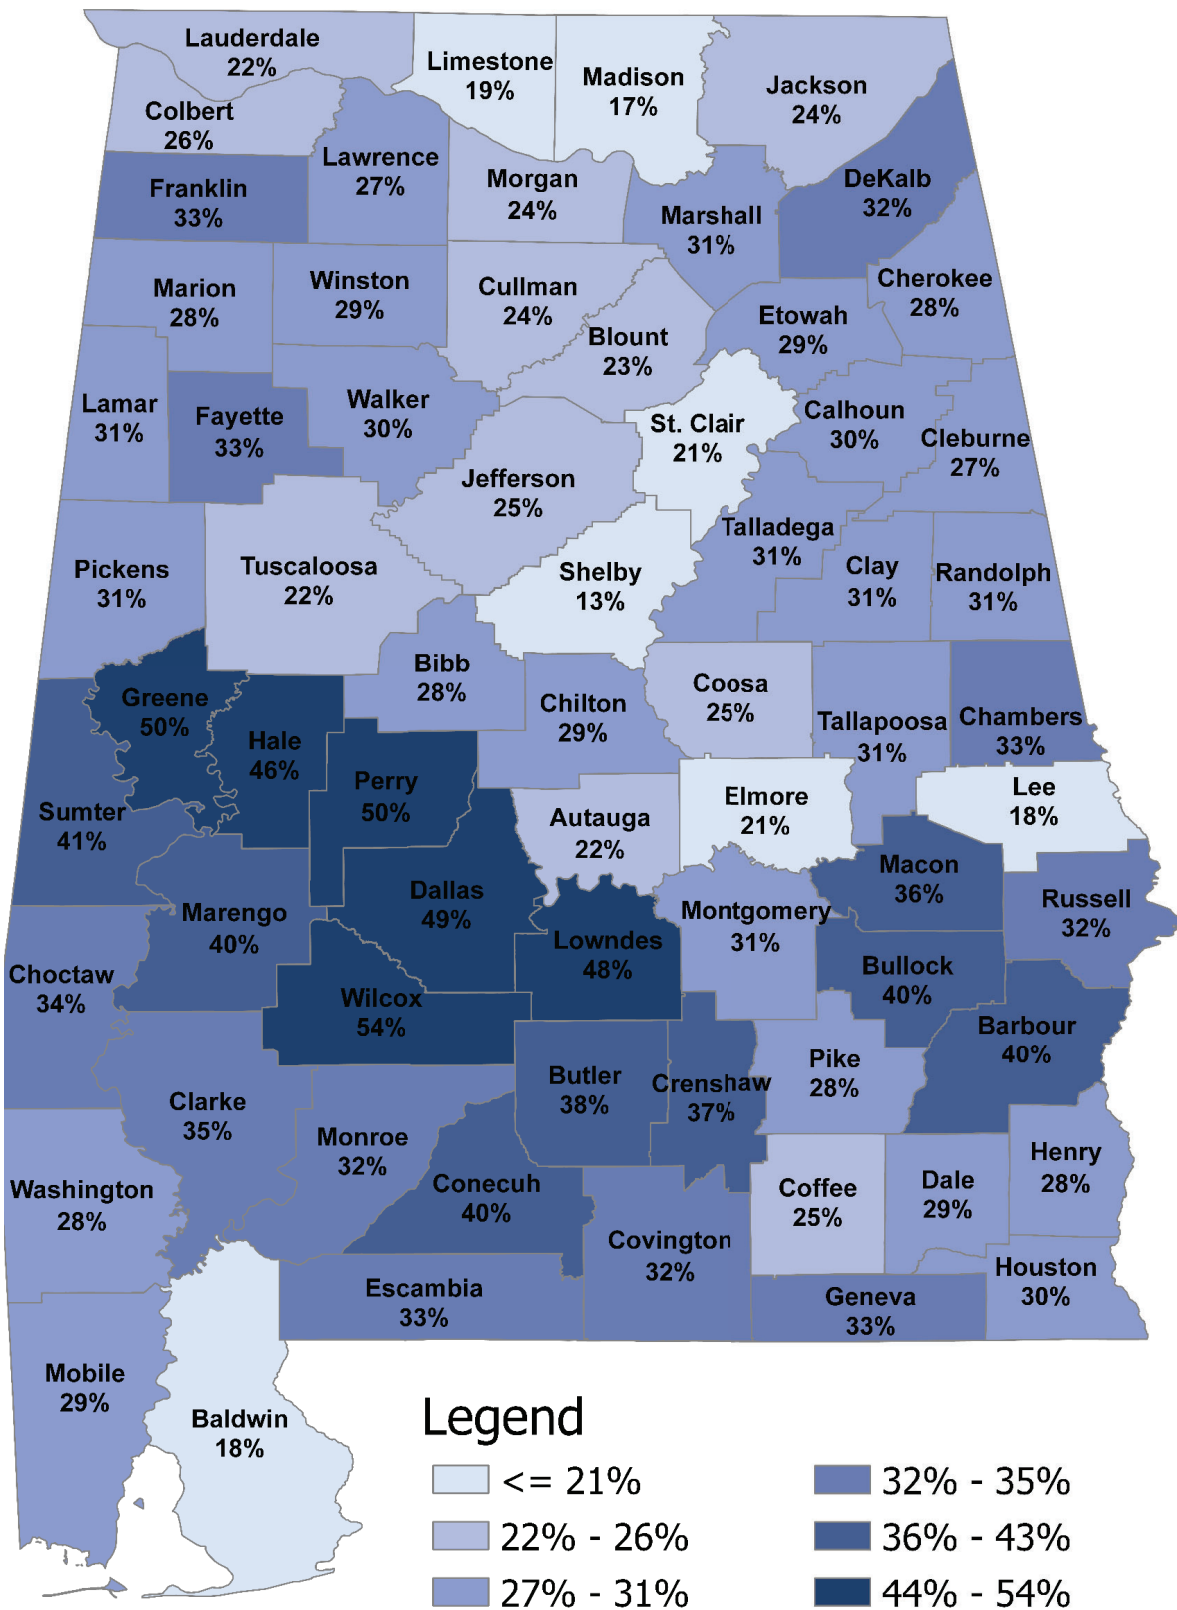 Lauderdale
22%
Limestone
19%
Madison
17%
Jackson
24%
Colbert
26%
Lawrence
27%
Morgan
24%
Franklin
33%
Marshall
31%
DeKalb
32%
Marion
28%
Winston
29%
Cullman
24%
Blount
23%
Etowah
29%
Cherokee
28%
Lamar
31%
Fayette
33%
Walker
30%
Jefferson
25%
St. Clair
21%
Calhoun
30%
Cleburne
27%
Pickens
31%
Tuscaloosa
22%
Shelby
13%
Talladega
31%
Clay
31%
Randolph
31%
Greene
50%
Hale
46%
Bibb
28%
Chilton
29%
Coosa
25%
Tallapoosa
31%
Chambers
33%
Sumter
41%
Perry
50%
Autauga
22%
Elmore
21%
Lee
18%
Marengo
40%
Dallas
49%
Lowndes
48%
Montgomery
31%
Macon
36%
Russell
32%
Choctaw
34%
Wilcox
54%
Bullock
40%
Barbour
40%
Clarke
35%
Monroe
32%
Butler
38%
Crenshaw
37%
Pike
28%
Washington
28%
Conecuh
40%
Covington
32%
Coffee
25%
Dale
29%
Henry
28%
Escambia
33%
Geneva
33%
Houston
30%
Mobile
29%
Baldwin
18%
Legend
<= 21%
22% - 26%
27% - 31%
32% - 35%
36% - 43%
44% - 54%